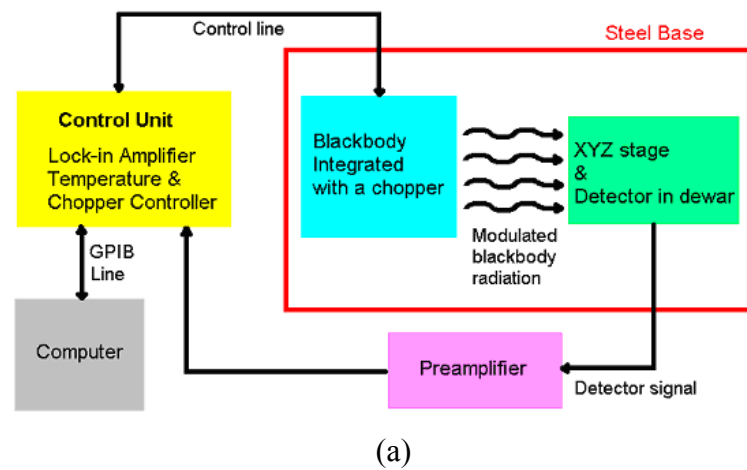 Control line
Steel Base
Control Unit
Lock-in Amplifier
Temperature &
Chopper Controller
Blackbody
Integrated
with a chopper
XYZ stage
&
Detector in dewar
Modulated
blackbody
radiation
GPIB
Line
Computer
Preamplifier
Detector signal
(a)